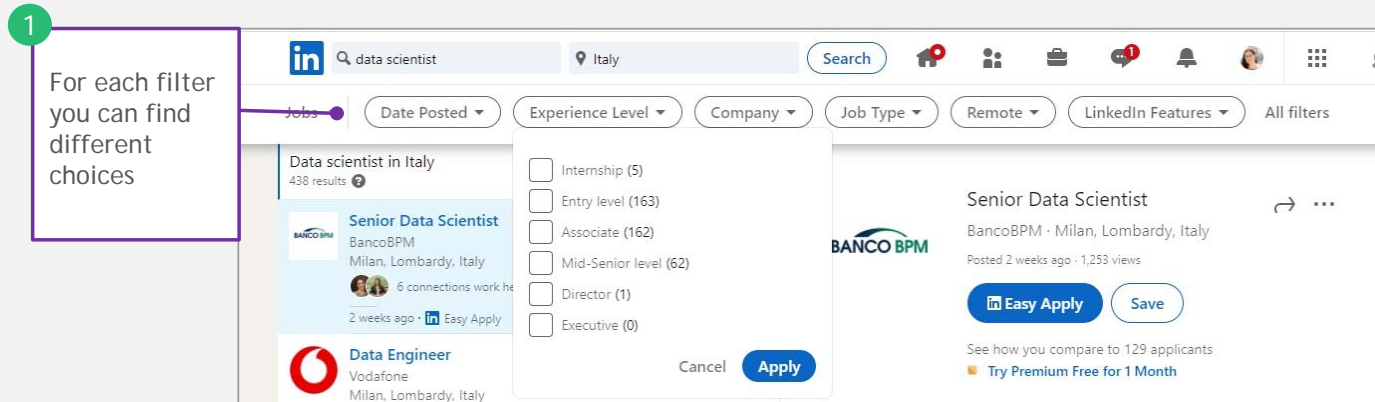 1
For each filter
you can find
different
choices
in
data scientist
Italy
Search
1
Jobs
Date Posted
Experience Level
Company
Job Type
Remote
LinkedIn Features
All filters
Data scientist in Italy
438 results ?
BANCO BPM
Senior Data Scientist
BancoBPM
Milan, Lombardy, Italy
6 connections work he
2 weeks ago · in Easy Apply
Data Engineer
Vodafone
Milan, Lombardy, Italy
Internship (5)
Entry level (163)
Associate (162)
Mid-Senior level (62)
Director (1)
Executive (0)
Cancel
Apply
BANCO BPM
Senior Data Scientist
BancoBPM · Milan, Lombardy, Italy
Posted 2 weeks ago · 1,253 views
in Easy Apply
Save
See how you compare to 129 applicants
Try Premium Free for 1 Month